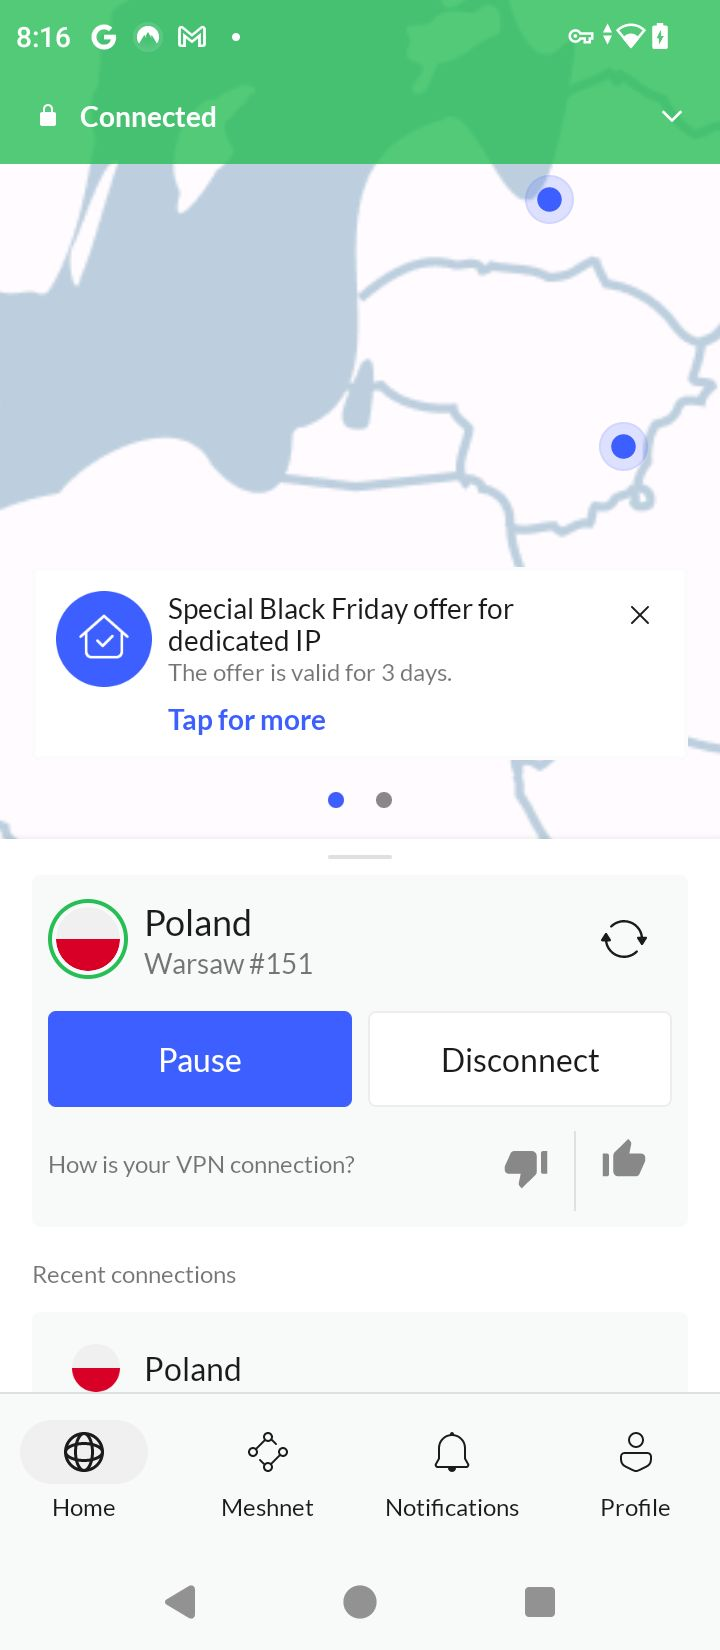 8:16
Connected
Special Black Friday offer for
dedicated IP
The offer is valid for 3 days.
Tap for more
Poland
Warsaw #151
Pause
Disconnect
How is your VPN connection?
Recent connections
Poland
Home
Meshnet
Notifications
Profile